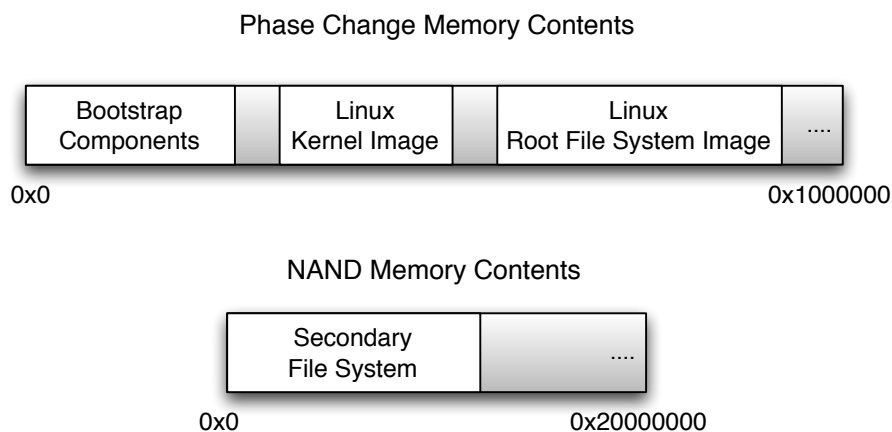 Phase Change Memory Contents
Bootstrap
Components
Linux
Kernel Image
Linux
Root File System Image
....
0x0
0x1000000
NAND Memory Contents
Secondary
File System
....
0x0
0x20000000